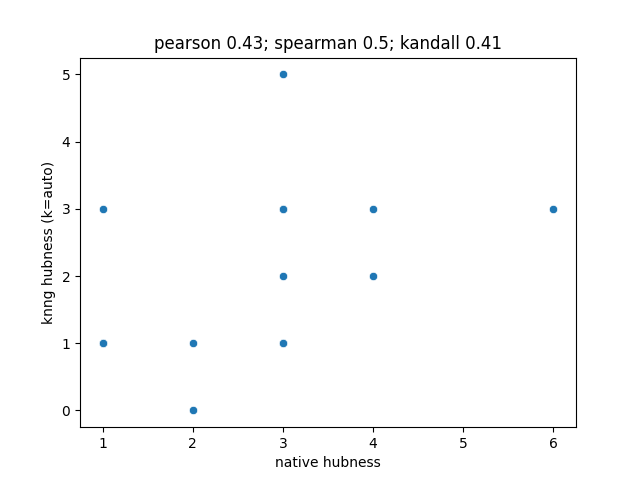 pearson 0.43; spearman 0.5; kandall 0.41
5
4
3
2
1
0
knng hubness (k=auto)
1 2 3 4 5 6
native hubness